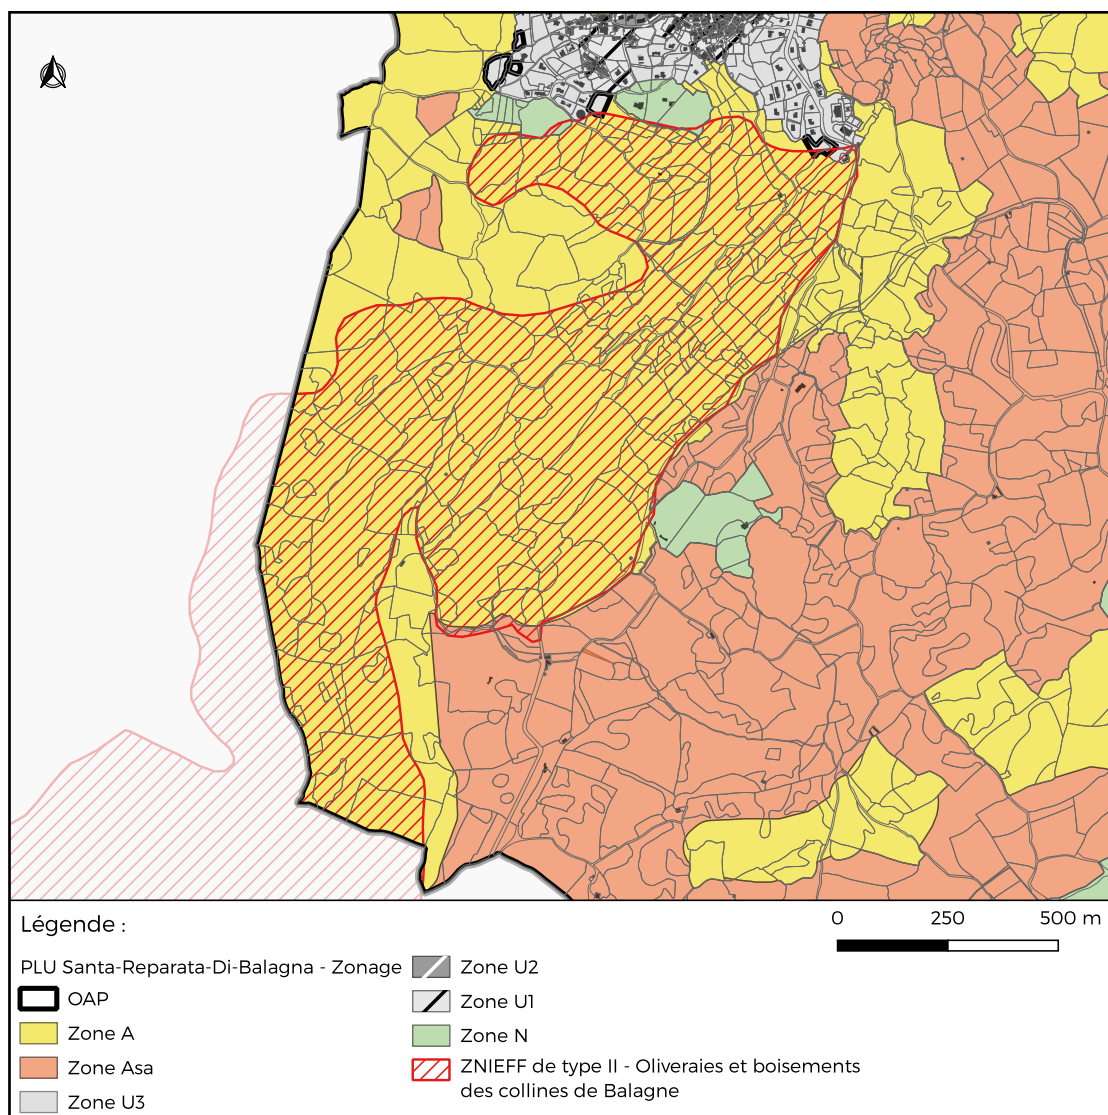 Légende :
0 250 500 m
PLU Santa-Reparata-Di-Balagna - Zonage
OAP
Zone A
Zone Asa
Zone U3
Zone U2
Zone U1
Zone N
ZNIEFF de type II - Oliveraies et boisements
des collines de Balagne